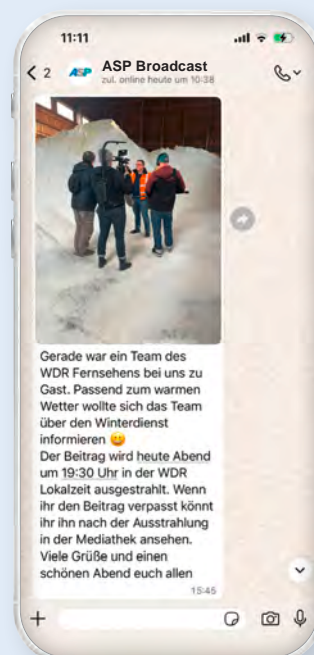 11:11
2 ASP ASP Broadcast
zul. online heute um 10:38
Gerade war ein Team des
WDR Fernsehens bei uns zu
Gast. Passend zum warmen
Wetter wollte sich das Team
über den Winterdienst
informieren 😀
Der Beitrag wird heute Abend
um 19:30 Uhr in der WDR
Lokalzeit ausgestrahlt. Wenn
ihr den Beitrag verpasst könnt
ihr ihn nach der Ausstrahlung
in der Mediathek ansehen.
Viele Grüße und einen
schönen Abend euch allen
15:45